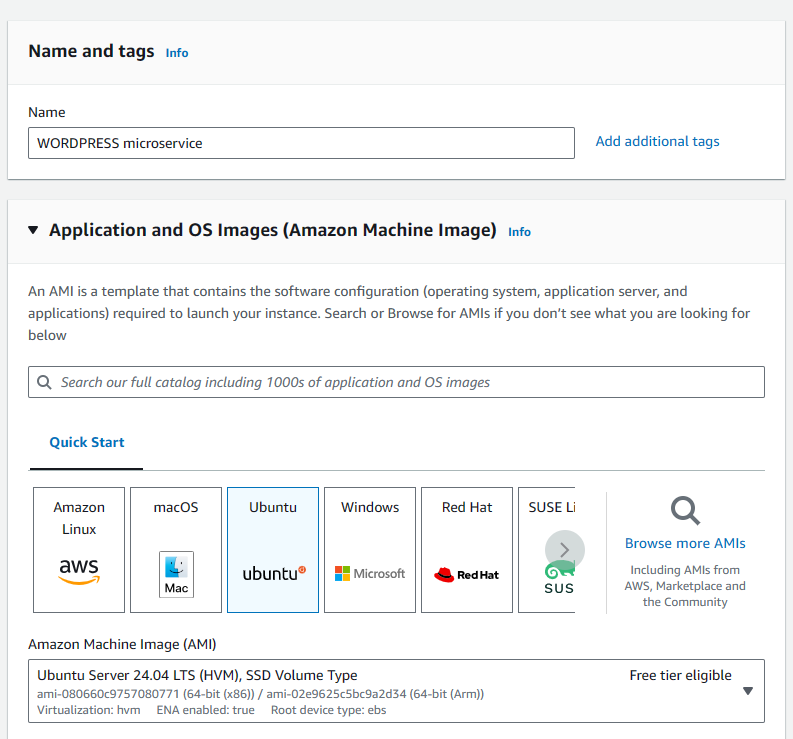 Name and tags Info
Name
WORDPRESS microservice
Add additional tags
Application and OS Images (Amazon Machine Image) Info
An AMI is a template that contains the software configuration (operating system, application server, and
applications) required to launch your instance. Search or Browse for AMIs if you don't see what you are looking for
below
Search our full catalog including 1000s of application and OS images
Quick Start
Amazon
Linux
aws
macOS
Mac
Ubuntu
ubuntu
Windows
Microsoft
Red Hat
Red Hat
SUSE Li
SUS
Browse more AMIs
Including AMIs from
AWS, Marketplace and
the Community
Amazon Machine Image (AMI)
Ubuntu Server 24.04 LTS (HVM), SSD Volume Type
Free tier eligible
ami-080660c9757080771 (64-bit (x86)) / ami-02e9625c5bc9a2d34 (64-bit (Arm))
Virtualization: hvm ENA enabled: true Root device type: ebs